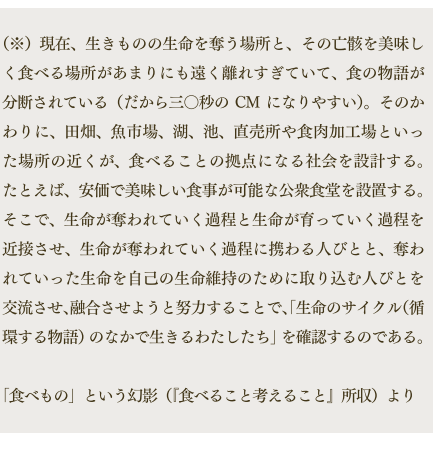 (※）現在、生きものの生命を奪う場所と、その亡骸を美味し
く食べる場所があまりにも遠く離れすぎていて、食の物語が
分断されている（だから三〇秒の CM になりやすい）。そのか
わりに、田畑、魚市場、湖、池、直売所や食肉加工場といっ
た場所の近くが、食べることの拠点になる社会を設計する。
たとえば、安価で美味しい食事が可能な公衆食堂を設置する。
そこで、生命が奪われていく過程と生命が育っていく過程を
近接させ、生命が奪われていく過程に携わる人びとと、奪わ
れていった生命を自己の生命維持のために取り込む人びとを
交流させ、融合させようと努力することで、「生命のサイクル(循
環する物語) のなかで生きるわたしたち」を確認するのである。
「食べもの」という幻影（『食べること考えること』所収）より